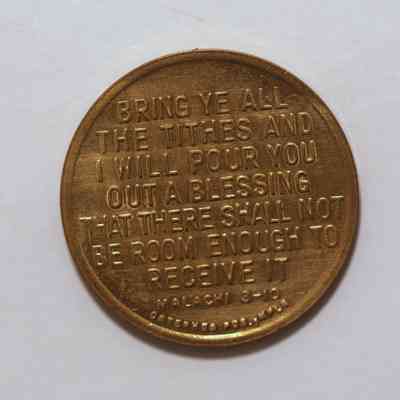 BRING YE ALL
THE TITHES AND
I WILL POUR YOU
OUT A BLESSING
THAT THERE SHALL NOT
BE ROOM ENOUGH TO
RECEIVE IT
MALACHI 3-10